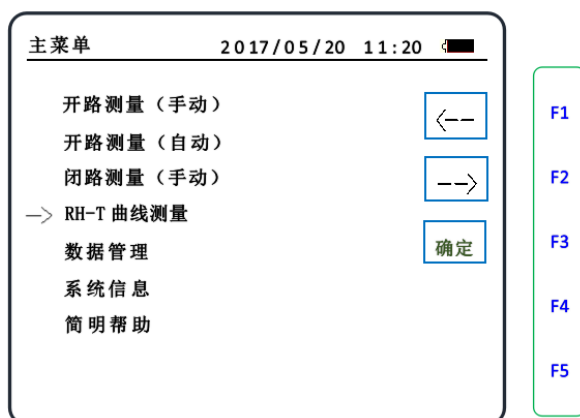 主菜单 2017/05/20 11:20
开路测量（手动）
<--
F1
开路测量（自动）
闭路测量（手动）
-->
F2
--> RH-T 曲线测量
数据管理
确定
F3
系统信息
F4
简明帮助
F5